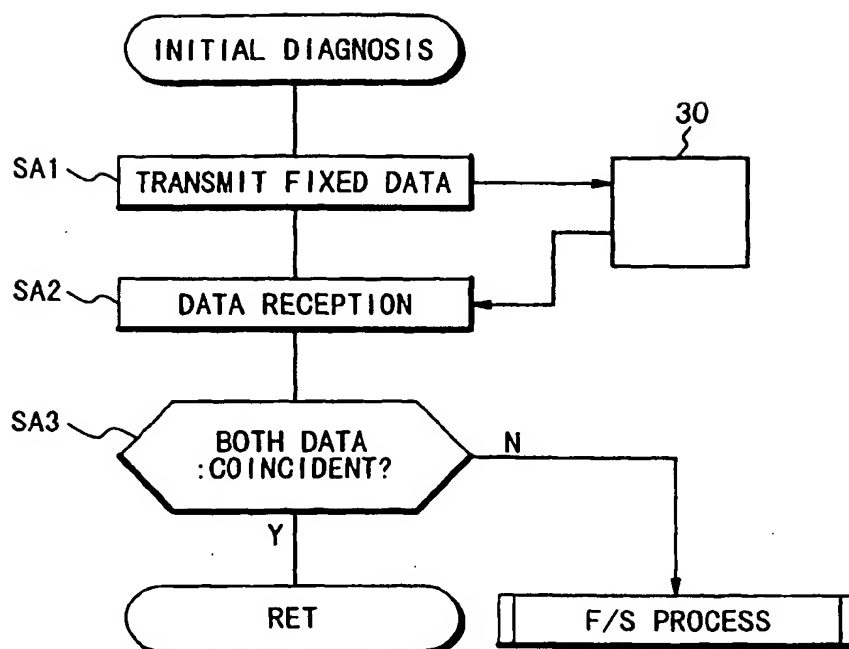 INITIAL DIAGNOSIS
30
SA1
TRANSMIT FIXED DATA
SA2
DATA RECEPTION
SA3
BOTH DATA
:COINCIDENT?
N
Y
RET
F/S PROCESS